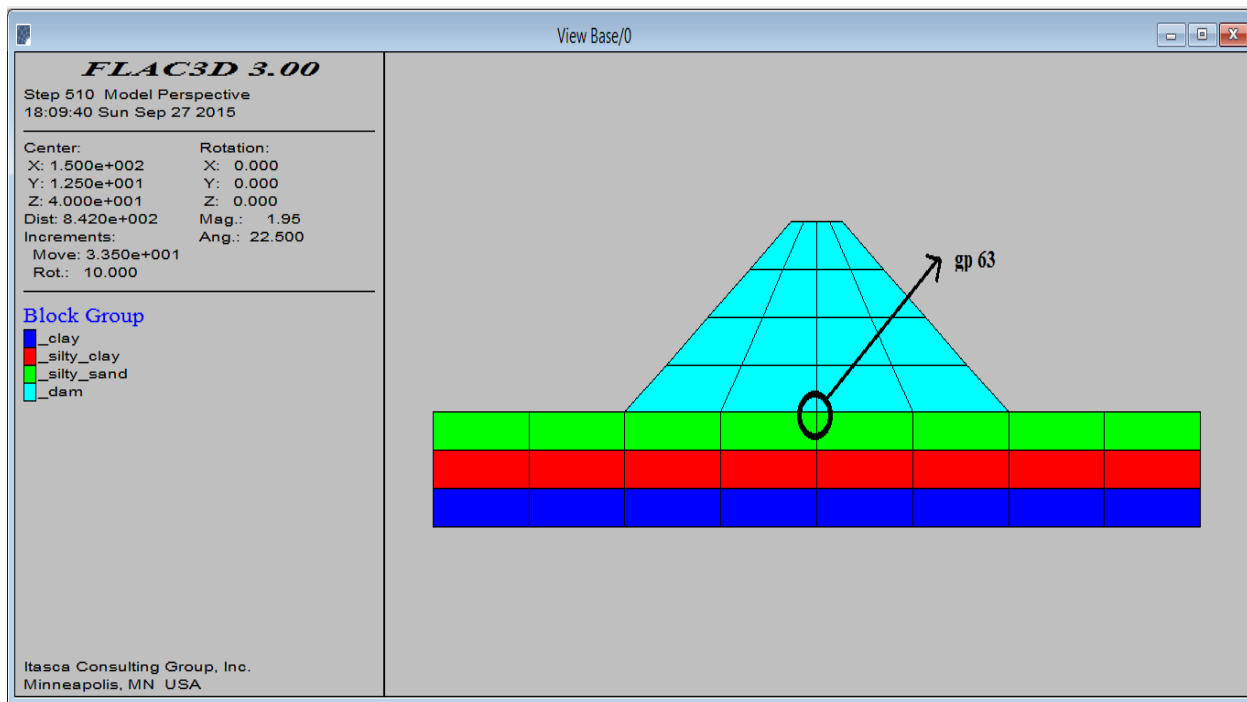 View Base/0
FLAC3D 3.00
Step 510  Model Perspective
18:09:40 Sun Sep 27 2015
Center:
X: 1.500e+002
Y: 1.250e+001
Z: 4.000e+001
Dist: 8.420e+002
Increments:
Move: 3.350e+001
Rot.: 10.000
Rotation:
X: 0.000
Y: 0.000
Z: 0.000
Mag.: 1.95
Ang.: 22.500
Block Group
_clay
_silty_clay
_silty_sand
_dam
gp 63
Itasca Consulting Group, Inc.
Minneapolis, MN  USA